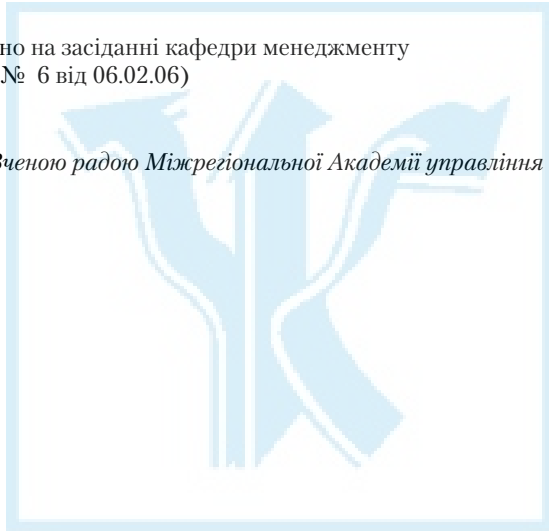 но на засіданні кафедри менеджменту
№ 6 від 06.02.06)
Вченою радою Міжрегіональної Академії управління